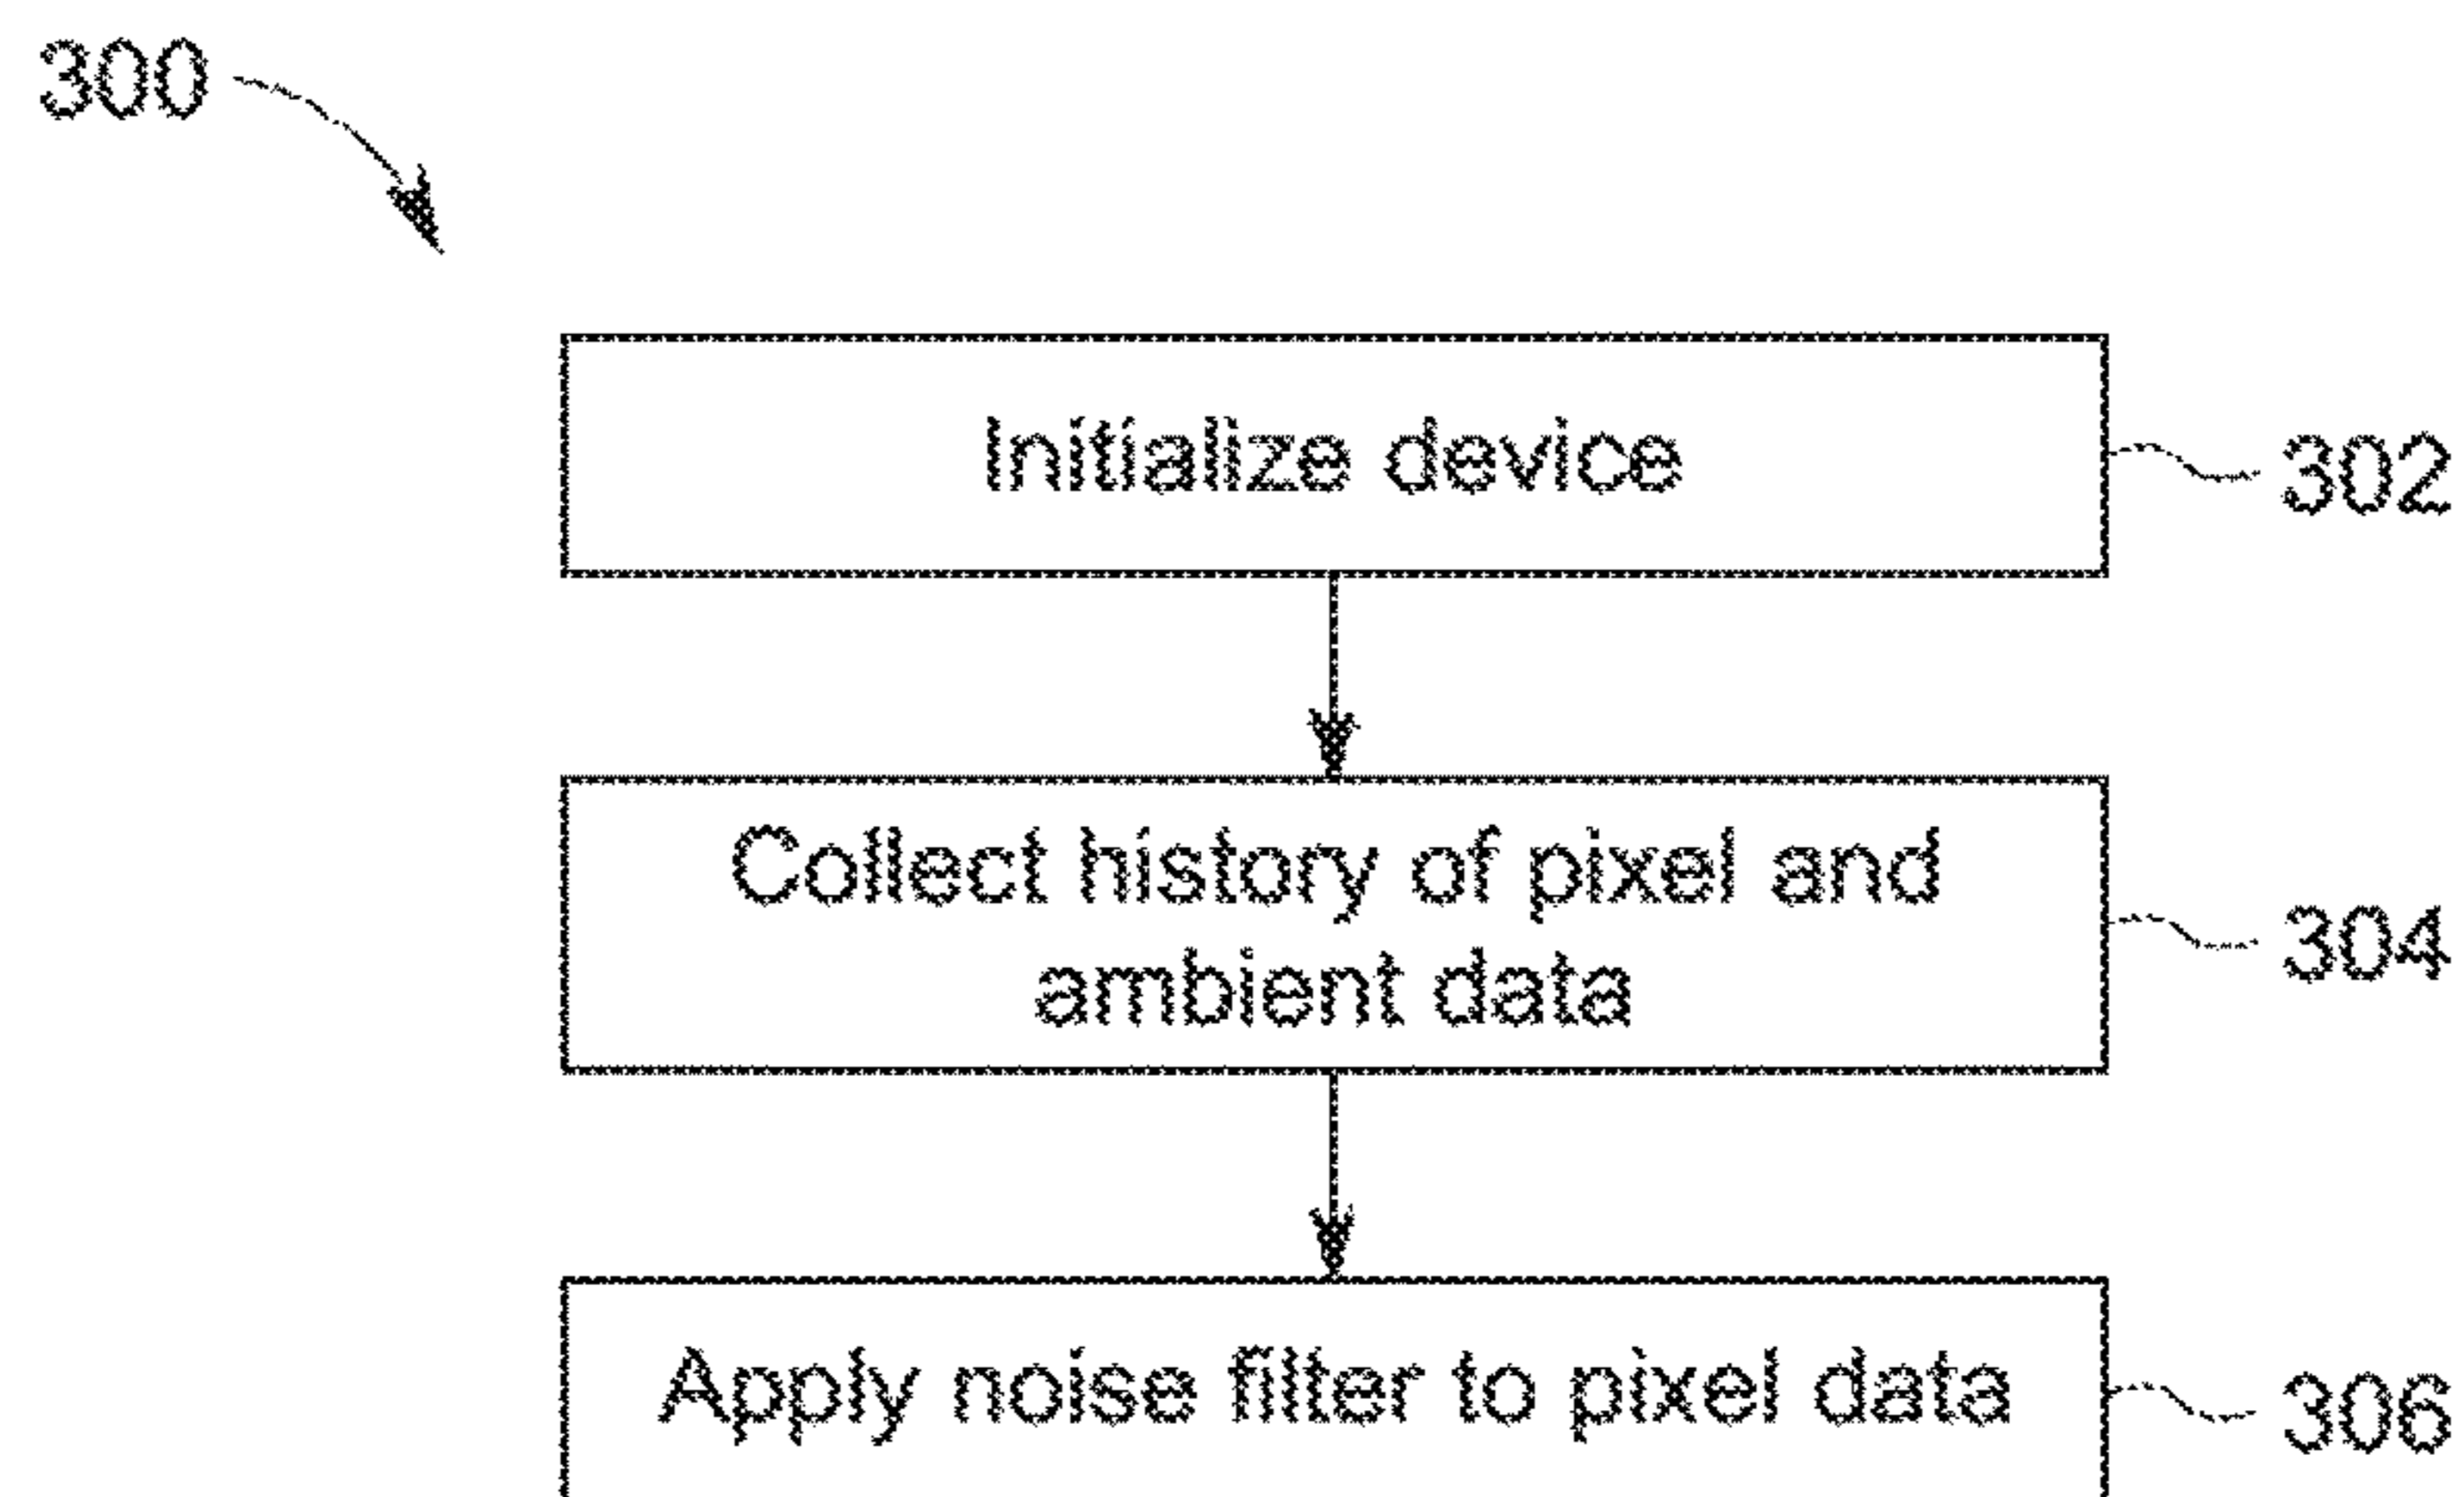 300
Initialize device
302
Collect history of pixel and
ambient data
304
Apply noise filter to pixel data
306